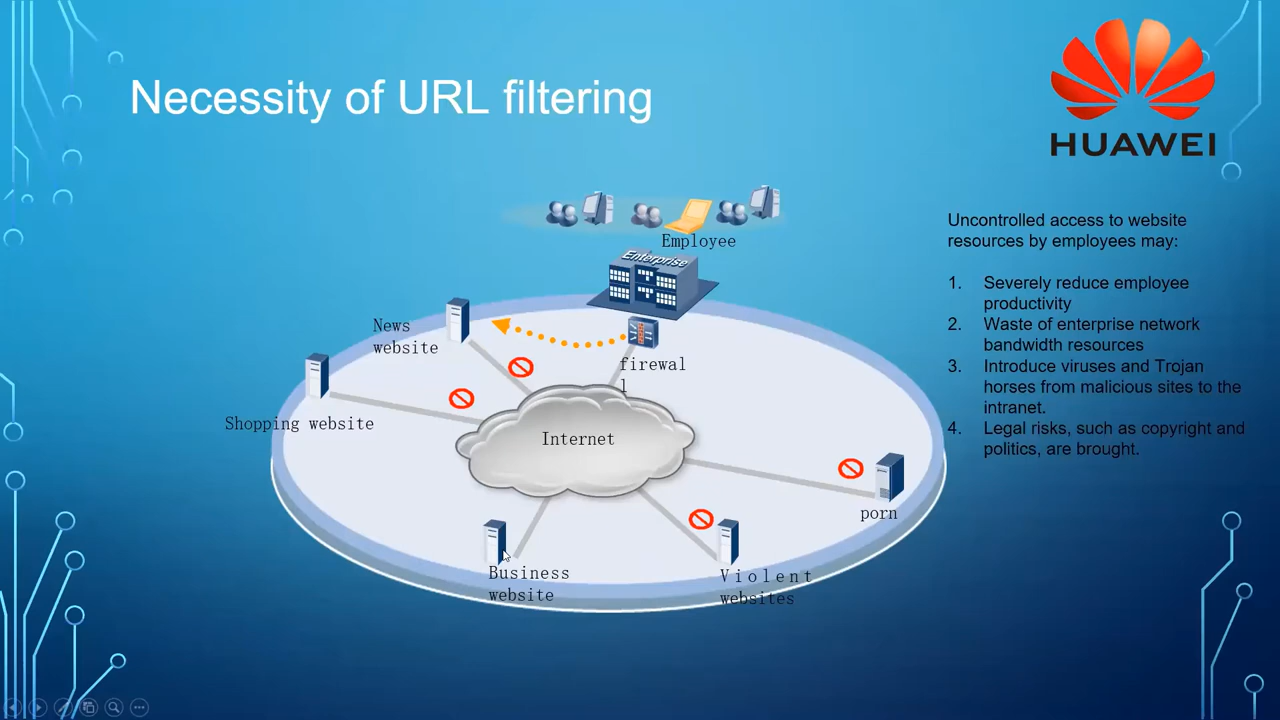 Necessity of URL filtering
HUAWEI
Employee
Enterprise
News
website
firewal
l
Shopping website
Internet
porn
Business
website
Violent
websites
Uncontrolled access to website
resources by employees may:
1. Severely reduce employee
productivity
2. Waste of enterprise network
bandwidth resources
3. Introduce viruses and Trojan
horses from malicious sites to the
intranet.
4. Legal risks, such as copyright and
politics, are brought.